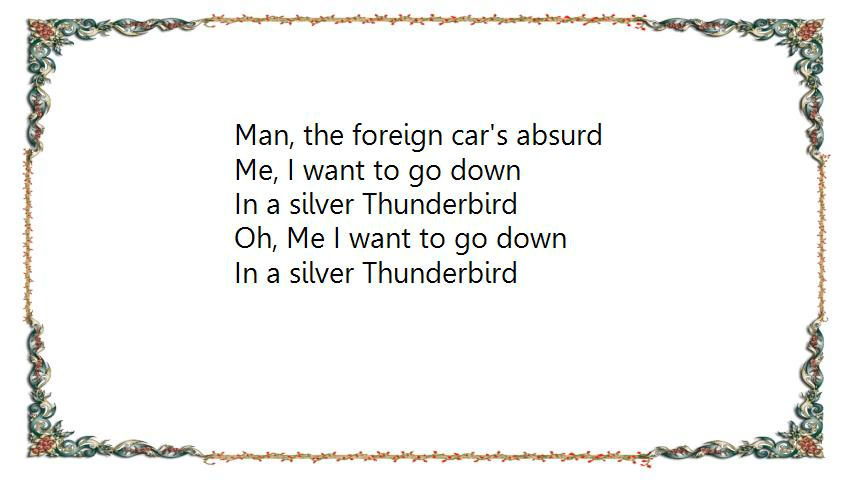 Man, the foreign car's absurd
Me, I want to go down
In a silver Thunderbird
Oh, Me I want to go down
In a silver Thunderbird